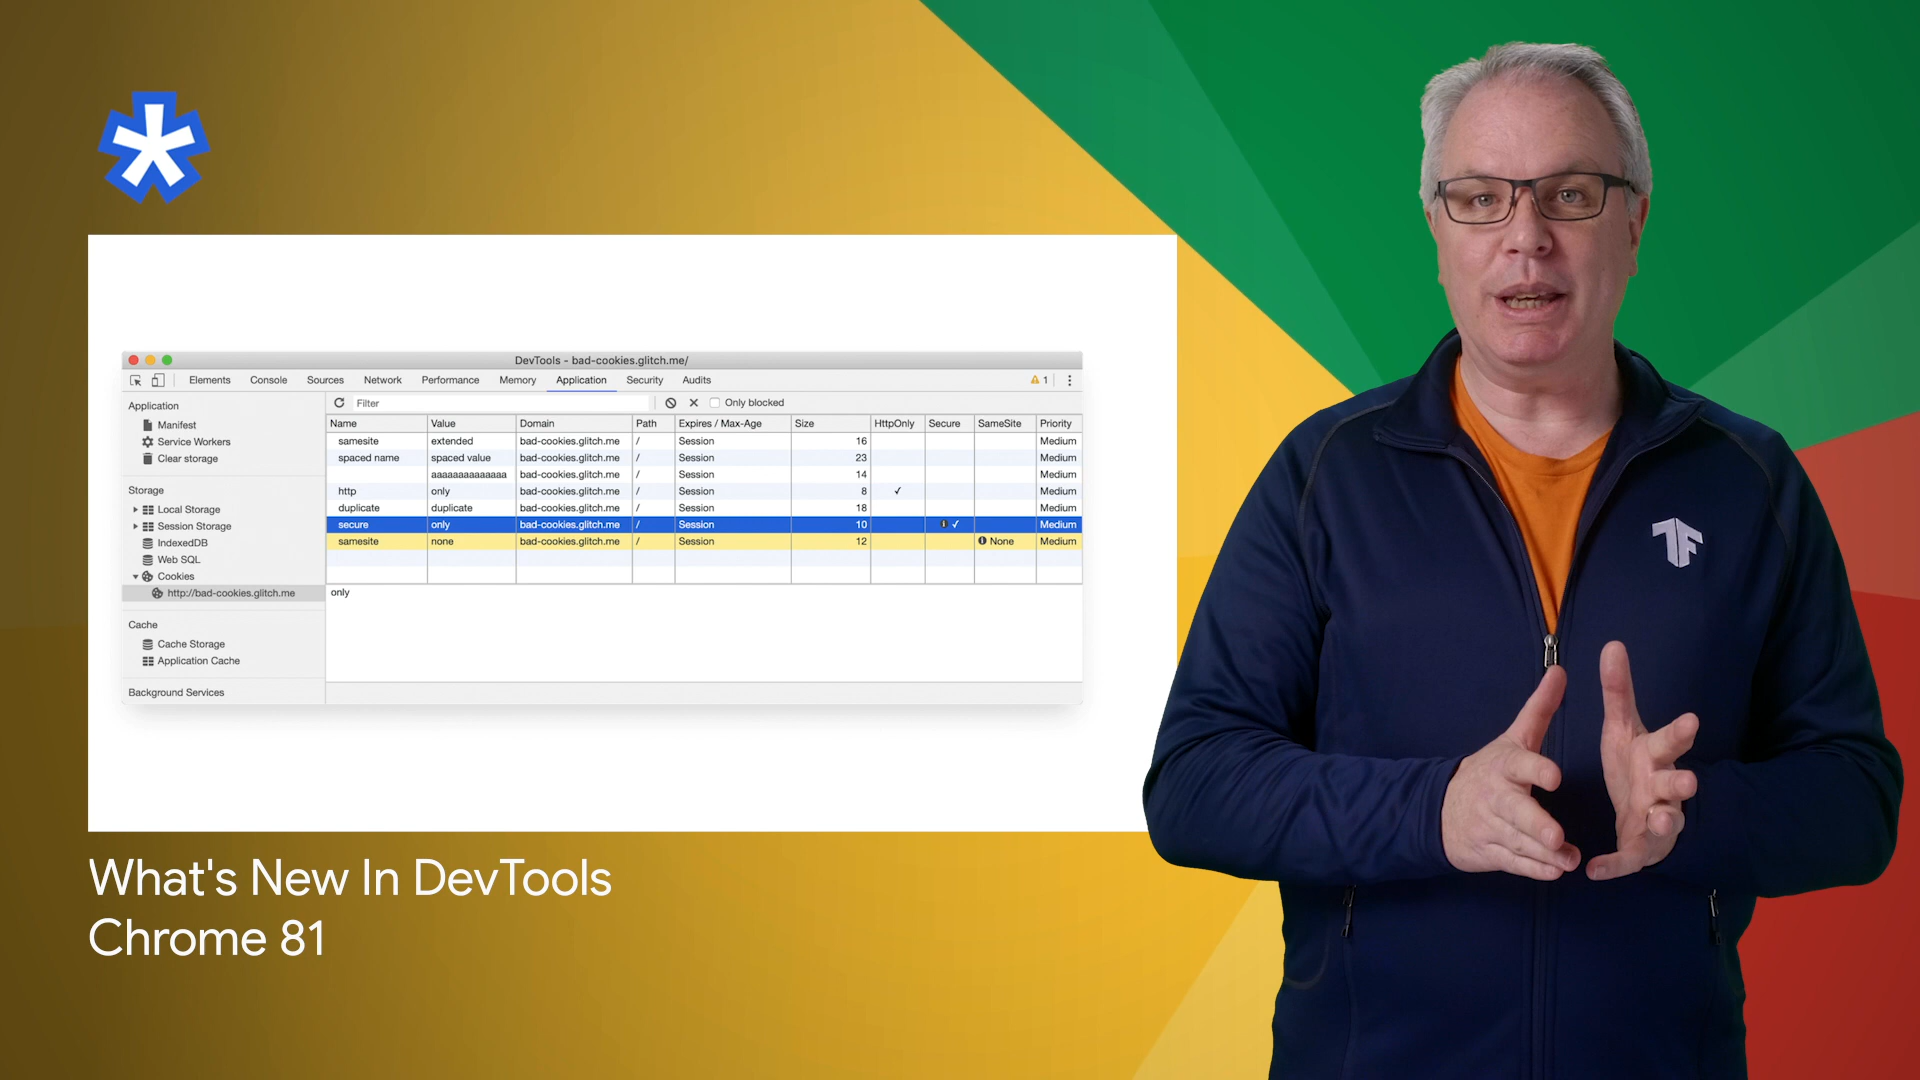 DevTools - bad-cookies.glitch.me/
Elements Console Sources Network Performance Memory Application Security Audits 1
Application
Manifest
Service Workers
Clear storage
Storage
Local Storage
Session Storage
IndexedDB
Web SQL
Cookies
http://bad-cookies.glitch.me
Cache
Cache Storage
Application Cache
Background Services
Filter Only blocked
Name Value Domain Path Expires / Max-Age Size HttpOnly Secure SameSite Priority
samesite extended bad-cookies.glitch.me / Session 16 Medium
spaced name spaced value bad-cookies.glitch.me / Session 23 Medium
aaaaaaaaaaaaaa bad-cookies.glitch.me / Session 14 Medium
http only bad-cookies.glitch.me / Session 8 ✓ Medium
duplicate duplicate bad-cookies.glitch.me / Session 18 Medium
secure only bad-cookies.glitch.me / Session 10 ✓ Medium
samesite none bad-cookies.glitch.me / Session 12 None Medium
only
What's New In DevTools
Chrome 81
TF